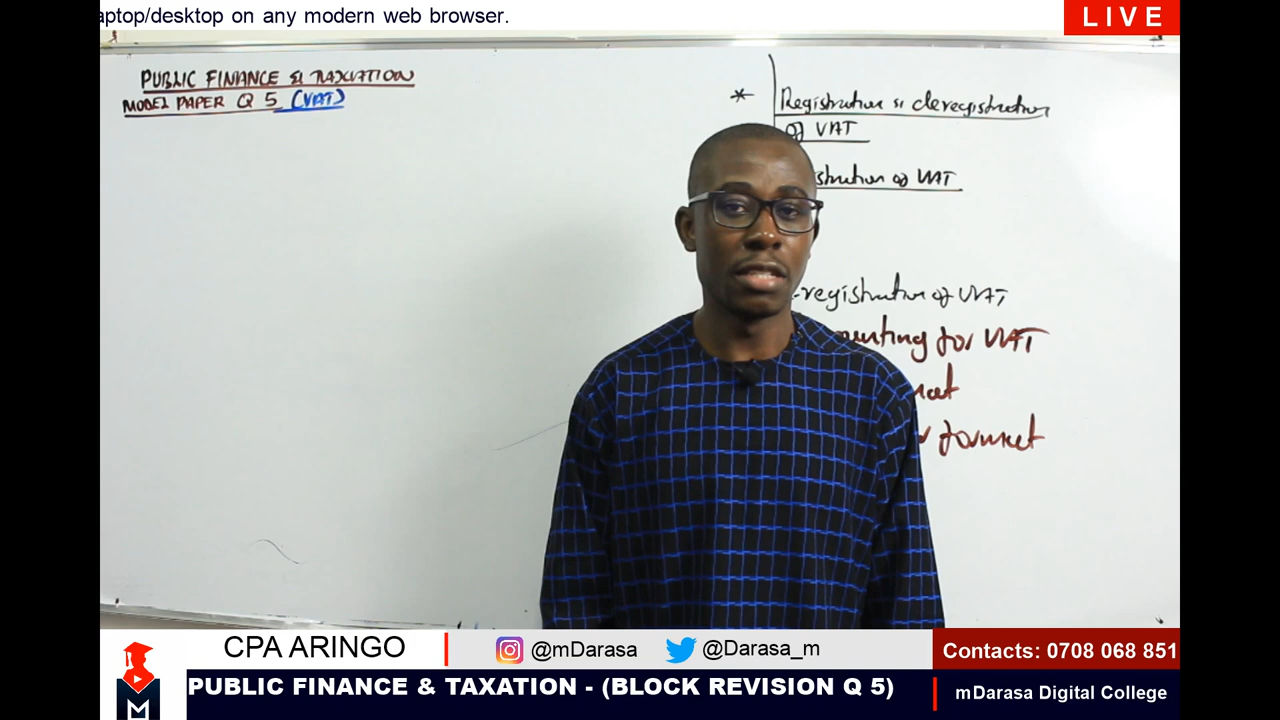 aptop/desktop on any modern web browser.
LIVE
PUBLIC FINANCE & TAXATION
MODEL PAPER Q 5 (VAT)
* Registration & deregistration
of VAT
stration of VAT
-registration of VAT
unting for VAT
format
CPA ARINGO
@mDarasa
@Darasa_m
Contacts: 0708 068 851
PUBLIC FINANCE & TAXATION - (BLOCK REVISION Q 5)
mDarasa Digital College